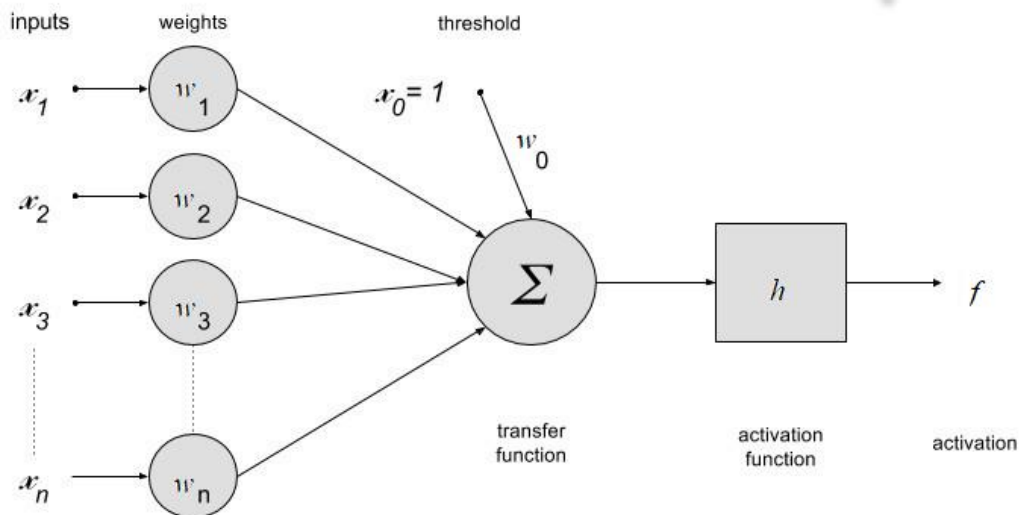 inputs
weights
threshold
x1
w1
x0 = 1
w0
x2
w2
Σ
h
f
x3
w3
transfer
function
activation
function
activation
xn
wn